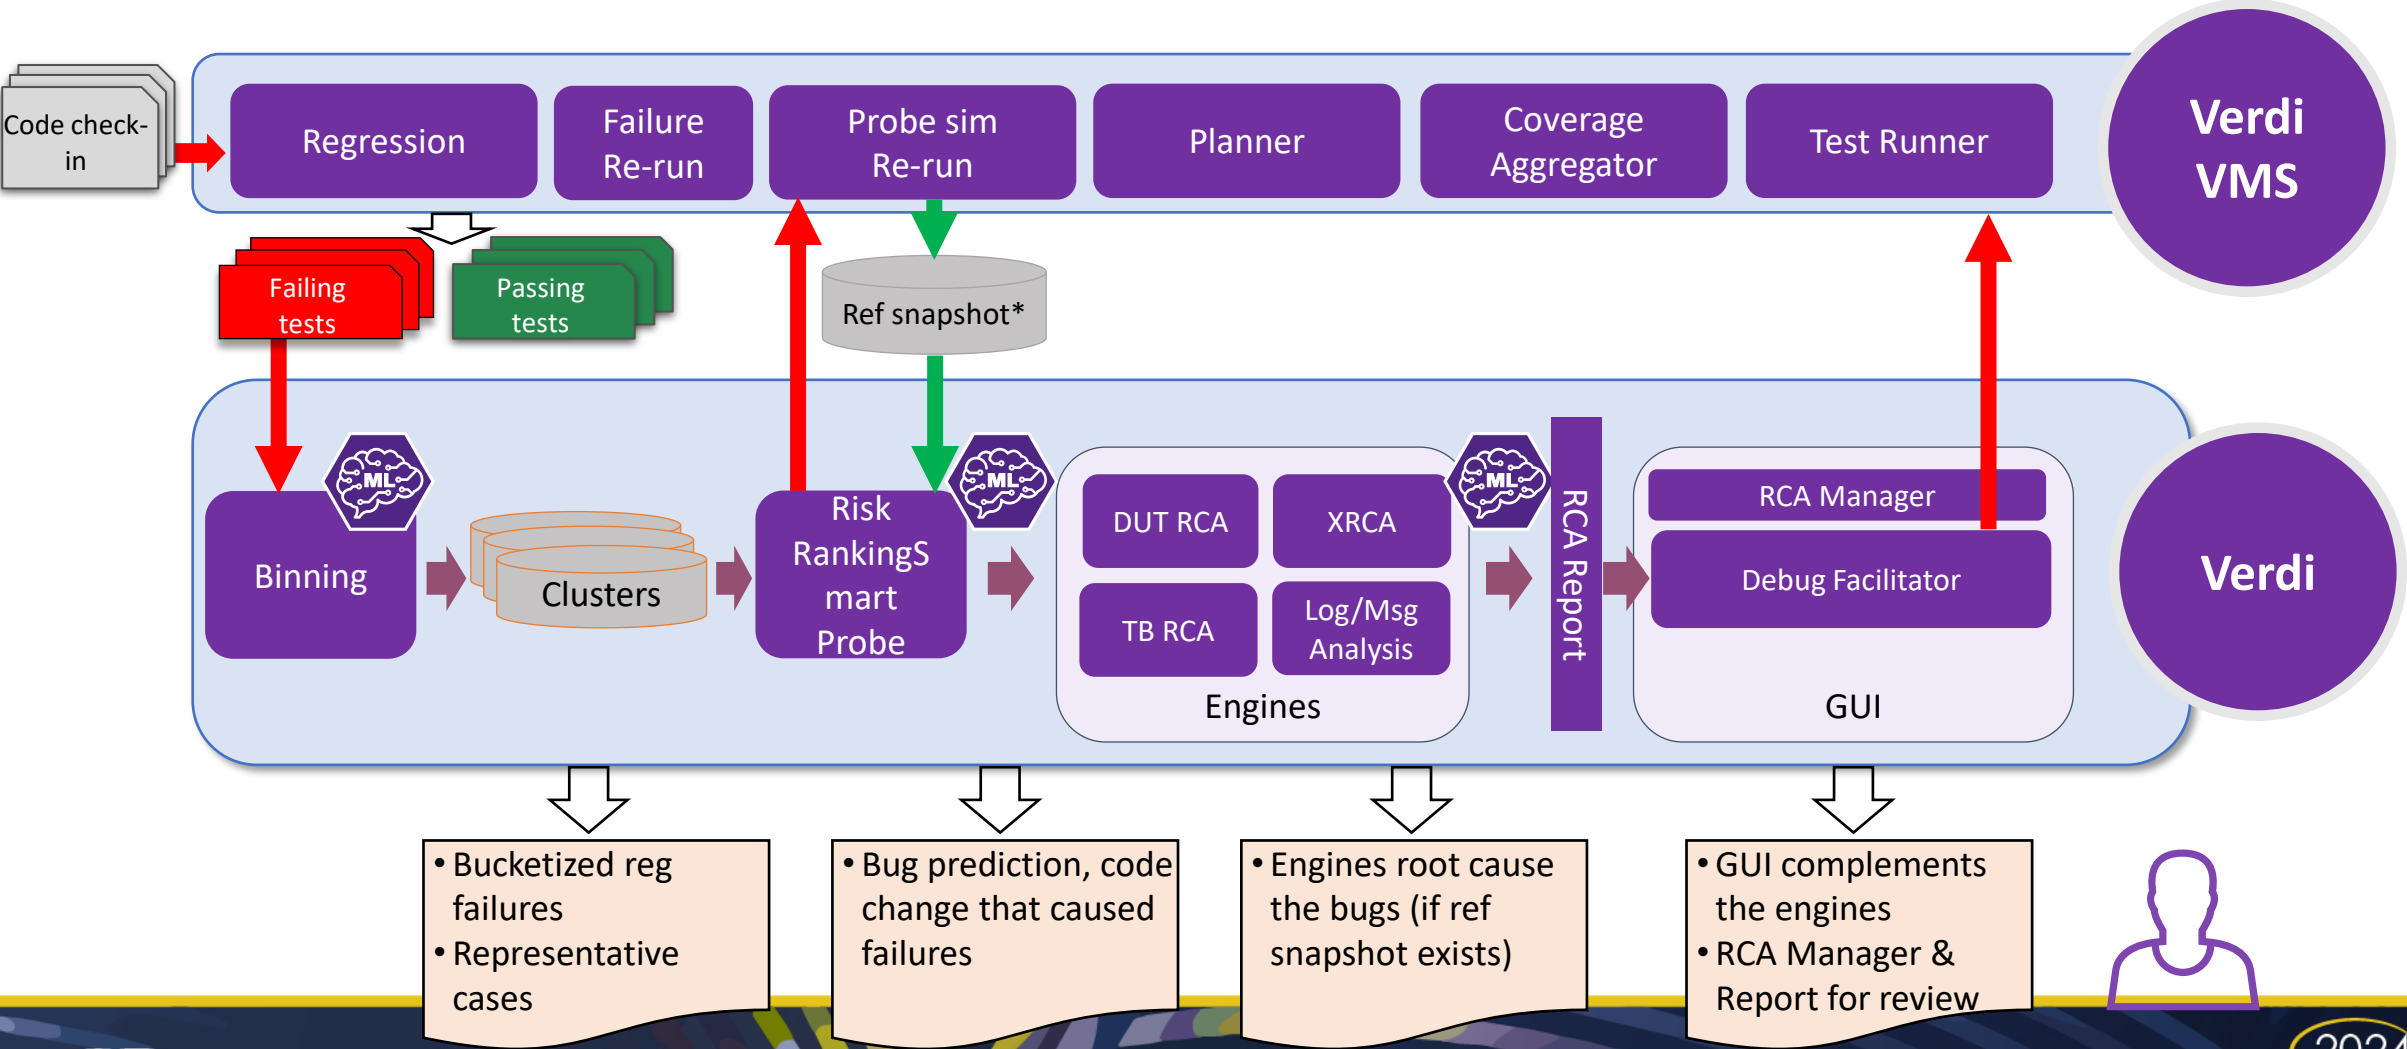 Code check-
in
Regression
Failure
Re-run
Probe sim
Re-run
Planner
Coverage
Aggregator
Test Runner
Verdi
VMS
Failing
tests
Passing
tests
Ref snapshot*
Binning
ML
Clusters
Risk
RankingS
mart
Probe
ML
DUT RCA
XRCA
TB RCA
Log/Msg
Analysis
Engines
ML
RCA Report
RCA Manager
Debug Facilitator
GUI
Verdi
• Bucketized reg
failures
• Representative
cases
• Bug prediction, code
change that caused
failures
• Engines root cause
the bugs (if ref
snapshot exists)
• GUI complements
the engines
• RCA Manager &
Report for review